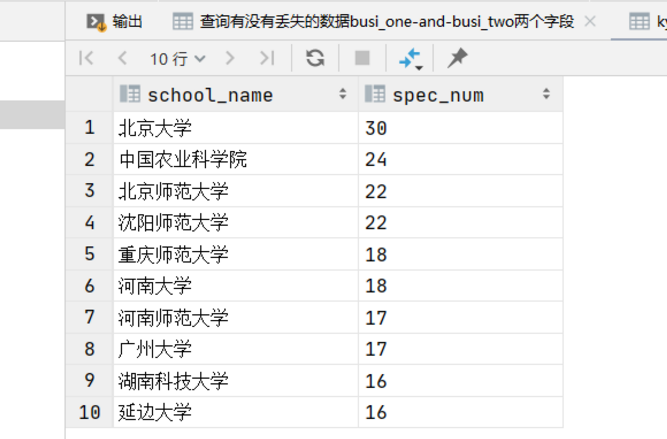 输出 查询有没有丢失的数据busi_one-and-busi_two两个字段 ky
10 行
school_name spec_num
1 北京大学 30
2 中国农业科学院 24
3 北京师范大学 22
4 沈阳师范大学 22
5 重庆师范大学 18
6 河南大学 18
7 河南师范大学 17
8 广州大学 17
9 湖南科技大学 16
10 延边大学 16